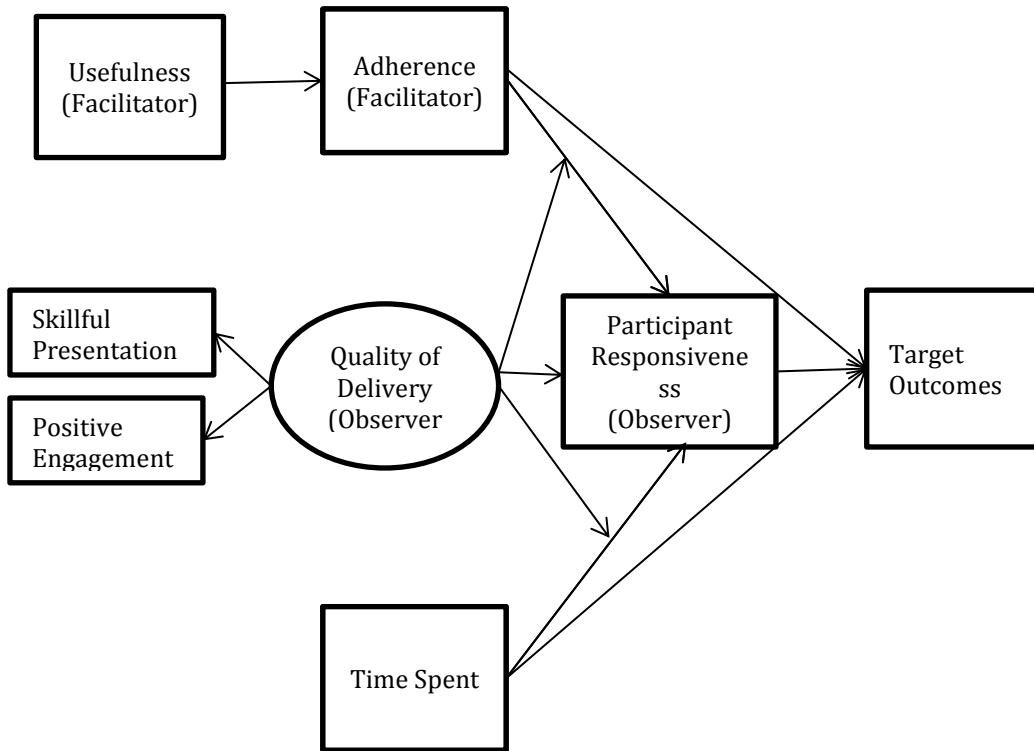 Usefulness
(Facilitator)
Adherence
(Facilitator)
Skillful
Presentation
Positive
Engagement
Quality of
Delivery
(Observer
Participant
Responsivene
ss
(Observer)
Target
Outcomes
Time Spent